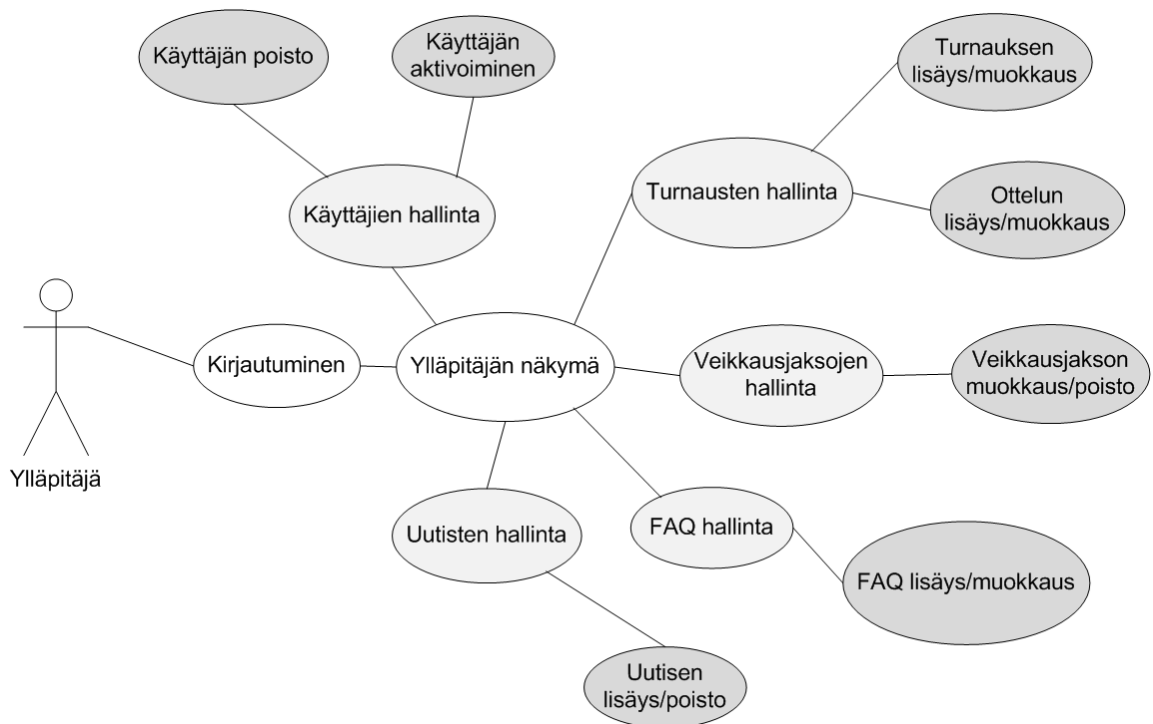 Käyttäjän poisto
Käyttäjän
aktivoiminen
Turnauksen
lisäys/muokkaus
Käyttäjien hallinta
Turnausten hallinta
Ottelun
lisäys/muokkaus
Kirjautuminen
Ylläpitäjän näkymä
Veikkausjaksojen
hallinta
Veikkausjakson
muokkaus/poisto
Ylläpitäjä
Uutisten hallinta
FAQ hallinta
FAQ lisäys/muokkaus
Uutisen
lisäys/poisto